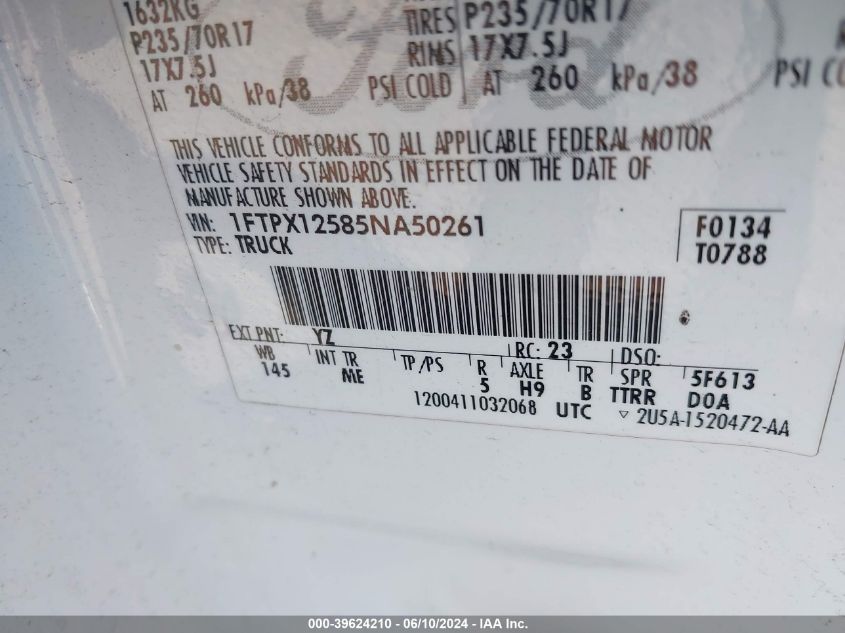 1632KG
P235/70R17
17X7.5J
AT 260 kPa/38 PSI COLD
TIRES P235/70R17
RIMS 17X7.5J
AT 260 kPa/38 PSI CO
Ford
THIS VEHICLE CONFORMS TO ALL APPLICABLE FEDERAL MOTOR
VEHICLE SAFETY STANDARDS IN EFFECT ON THE DATE OF
MANUFACTURE SHOWN ABOVE.
VIN: 1FTPX12585NA50261
TYPE: TRUCK
F0134
T0788
EXT PNT: YZ RC: 23 DSO:
WB INT TR TP/PS R AXLE TR SPR 5F613
145 ME 5 H9 B TTRR DOA
1200411032068 UTC ▽ 2U5A-1520472-AA
000-39624210 - 06/10/2024 - IAA Inc.